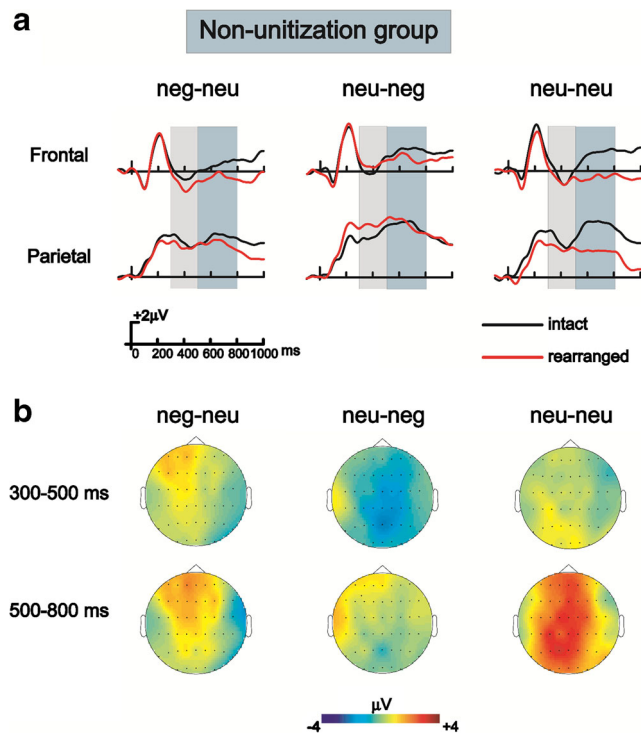 a
Non-unitization group
neg-neu neu-neg neu-neu
Frontal
Parietal
+2μV
0 200 400 600 800 1000 ms
intact
rearranged
b
neg-neu neu-neg neu-neu
300-500 ms
500-800 ms
μV
-4 +4